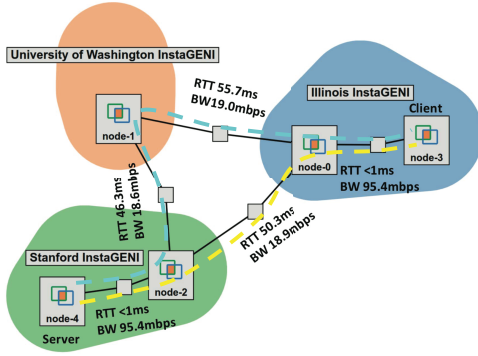 University of Washington InstaGENI
RTT 55.7ms
BW19.0mbps
Illinois InstaGENI
Client
node-1
node-0
node-3
RTT <1ms
BW 95.4mbps
RTT 46.3ms
BW 18.6mbps
RTT 50.3ms
BW 18.9mbps
Stanford InstaGENI
node-2
node-4
RTT <1ms
BW 95.4mbps
Server